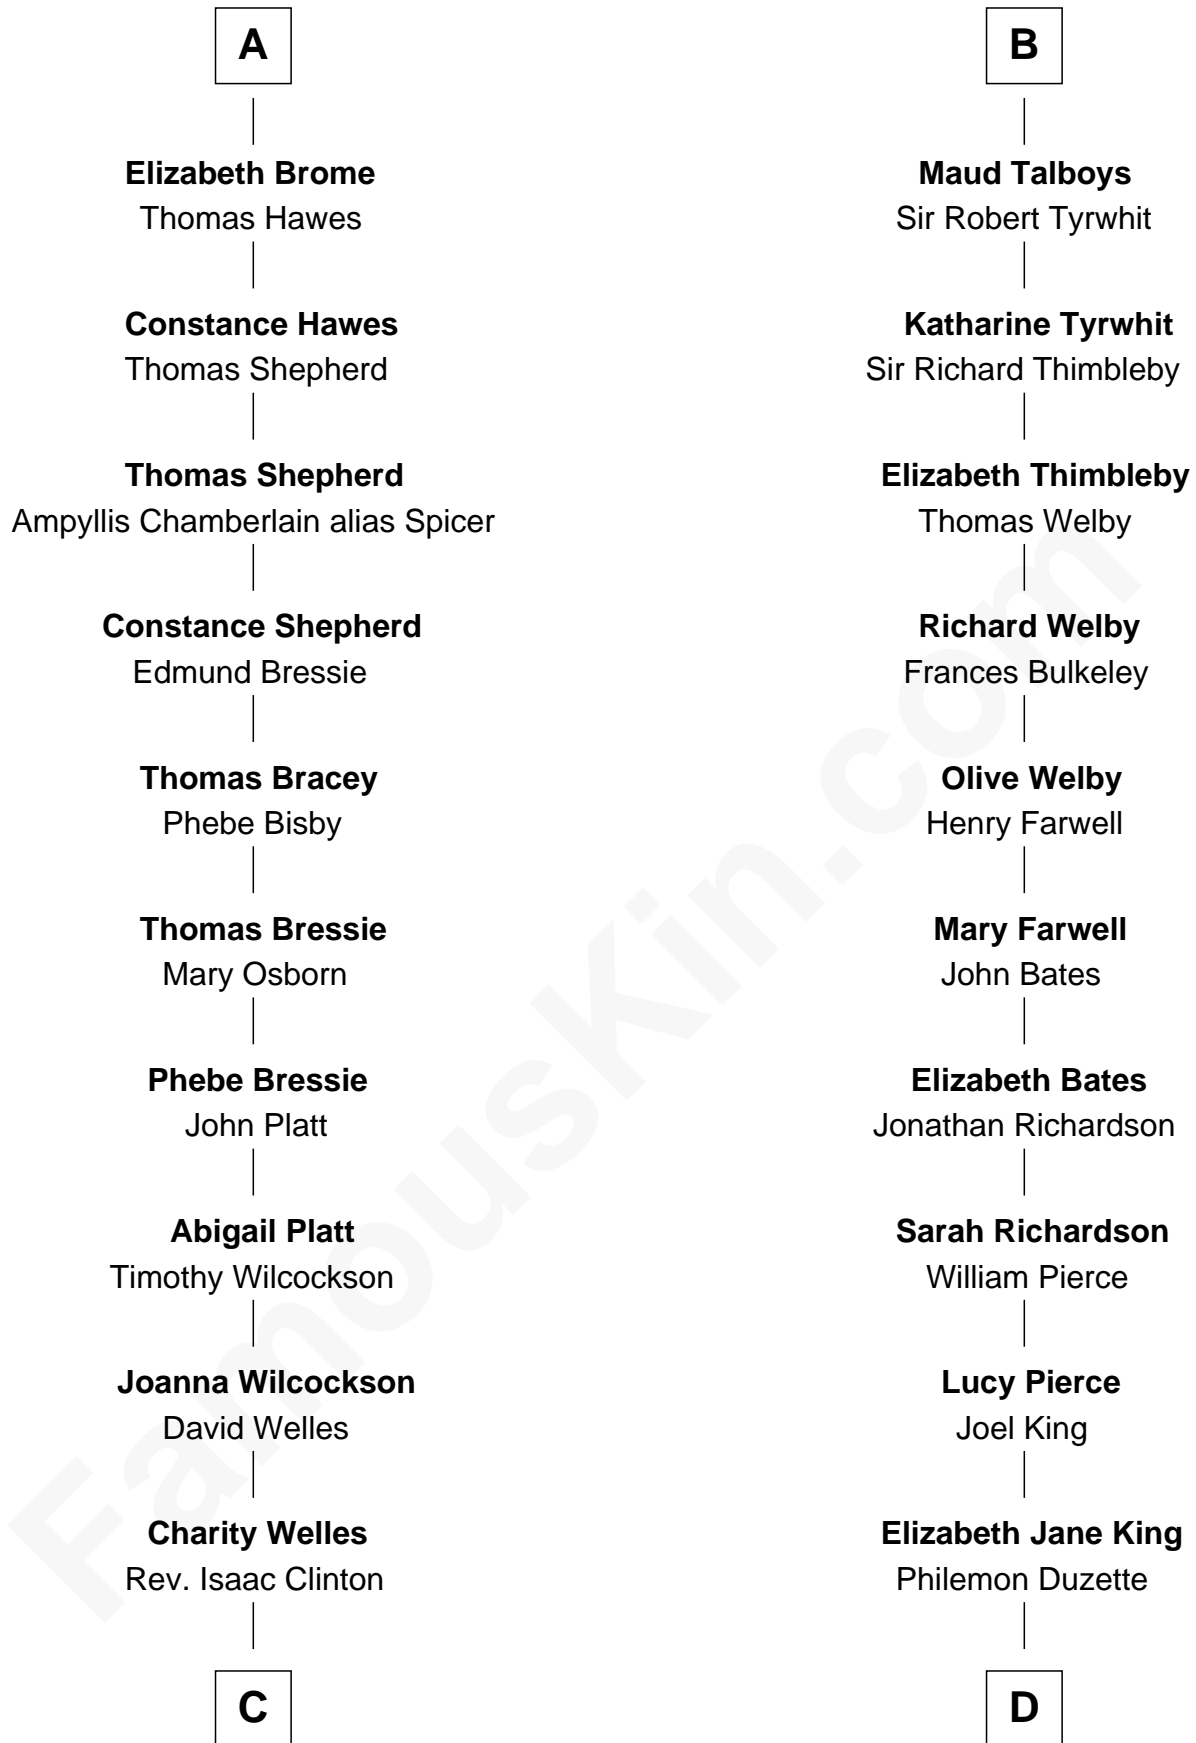 A
Elizabeth Brome
Thomas Hawes
Constance Hawes
Thomas Shepherd
Thomas Shepherd
Ampyllis Chamberlain alias Spicer
Constance Shepherd
Edmund Bressie
Thomas Bracey
Phebe Bisby
Thomas Bressie
Mary Osborn
Phebe Bressie
John Platt
Abigail Platt
Timothy Wilcockson
Joanna Wilcockson
David Welles
Charity Welles
Rev. Isaac Clinton
C
B
Maud Talboys
Sir Robert Tyrwhit
Katharine Tyrwhit
Sir Richard Thimbleby
Elizabeth Thimbleby
Thomas Welby
Richard Welby
Frances Bulkeley
Olive Welby
Henry Farwell
Mary Farwell
John Bates
Elizabeth Bates
Jonathan Richardson
Sarah Richardson
William Pierce
Lucy Pierce
Joel King
Elizabeth Jane King
Philemon Duzette
D
FamousKin.com